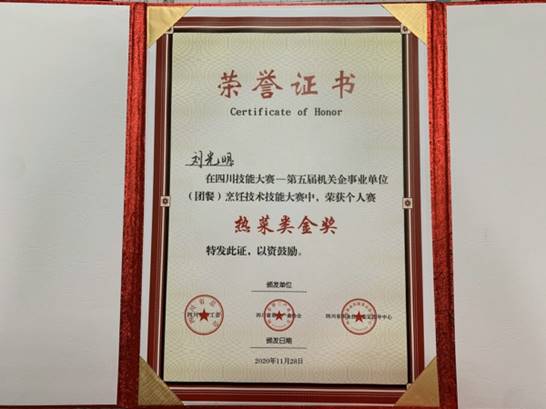 荣誉证书
Certificate of Honor
刘光明
在四川技能大赛—第五届机关企事业单位
（团餐）烹饪技术技能大赛中，荣获个人赛
热菜类金奖
特发此证，以资鼓励。
颁发单位
颁发日期
2020年11月28日